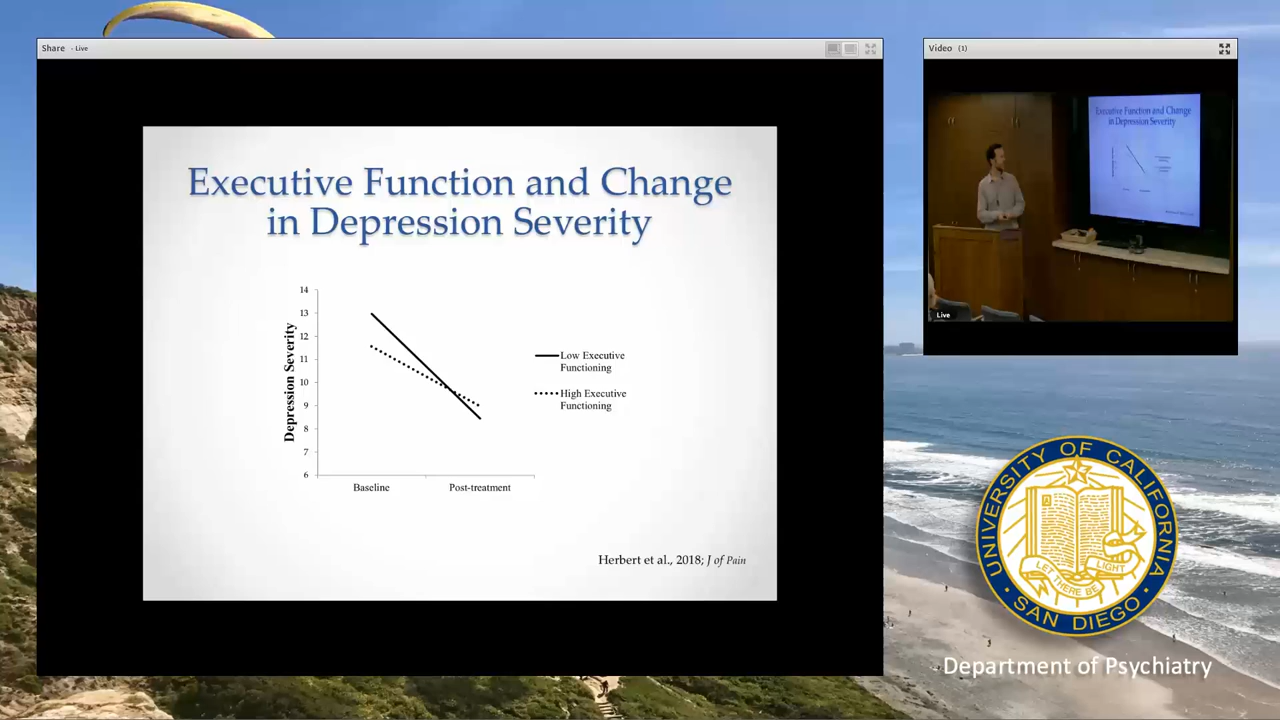 Share - Live
Executive Function and Change
in Depression Severity
14
13
12
11
10
9
8
7
6
Depression Severity
Baseline
Post-treatment
Low Executive
Functioning
High Executive
Functioning
Herbert et al., 2018; J of Pain
Video (1)
Executive Function and Change
in Depression Severity
Live
UNIVERSITY OF CALIFORNIA
LET THERE BE LIGHT
SAN DIEGO
Department of Psychiatry